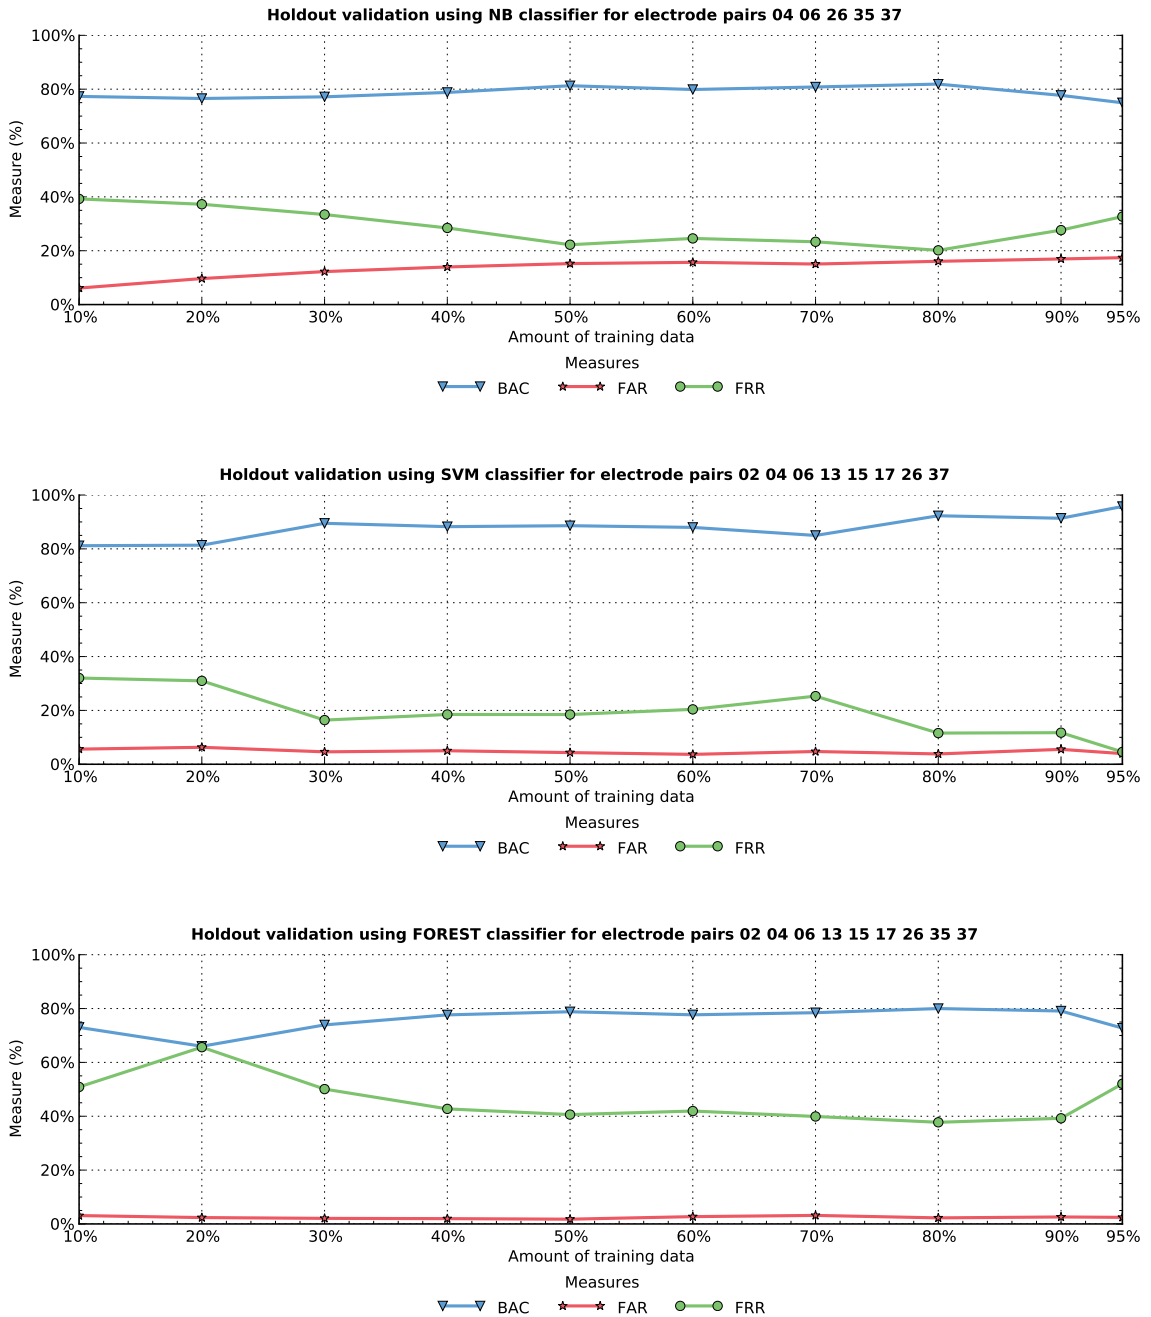 Holdout validation using NB classifier for electrode pairs 04 06 26 35 37
100%
80%
60%
40%
20%
0%
Measure (%)
10% 20% 30% 40% 50% 60% 70% 80% 90% 95%
Amount of training data
Measures
BAC FAR FRR
Holdout validation using SVM classifier for electrode pairs 02 04 06 13 15 17 26 37
100%
80%
60%
40%
20%
0%
Measure (%)
10% 20% 30% 40% 50% 60% 70% 80% 90% 95%
Amount of training data
Measures
BAC FAR FRR
Holdout validation using FOREST classifier for electrode pairs 02 04 06 13 15 17 26 35 37
100%
80%
60%
40%
20%
0%
Measure (%)
10% 20% 30% 40% 50% 60% 70% 80% 90% 95%
Amount of training data
Measures
BAC FAR FRR